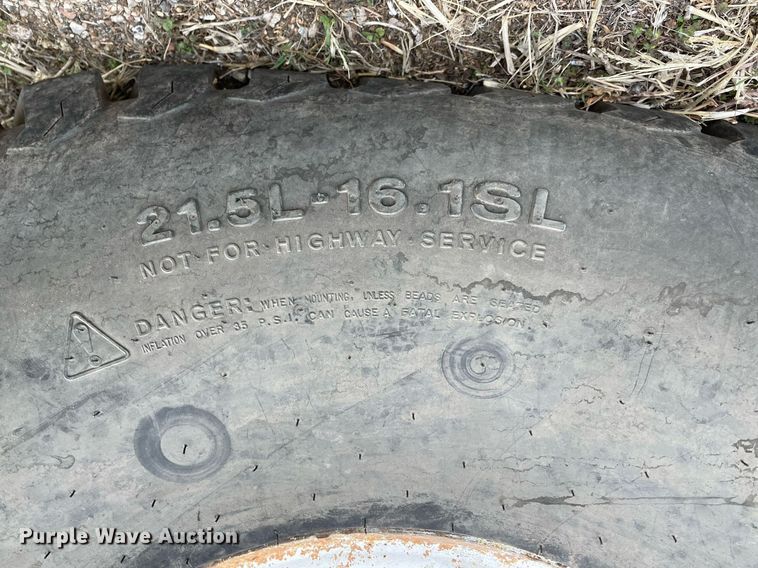 21.5L-16.1SL
NOT FOR HIGHWAY SERVICE
DANGER: WHEN MOUNTING, UNLESS BEADS ARE SEATED
INFLATION OVER 35 P.S.I. CAN CAUSE A FATAL EXPLOSION.
Purple Wave Auction